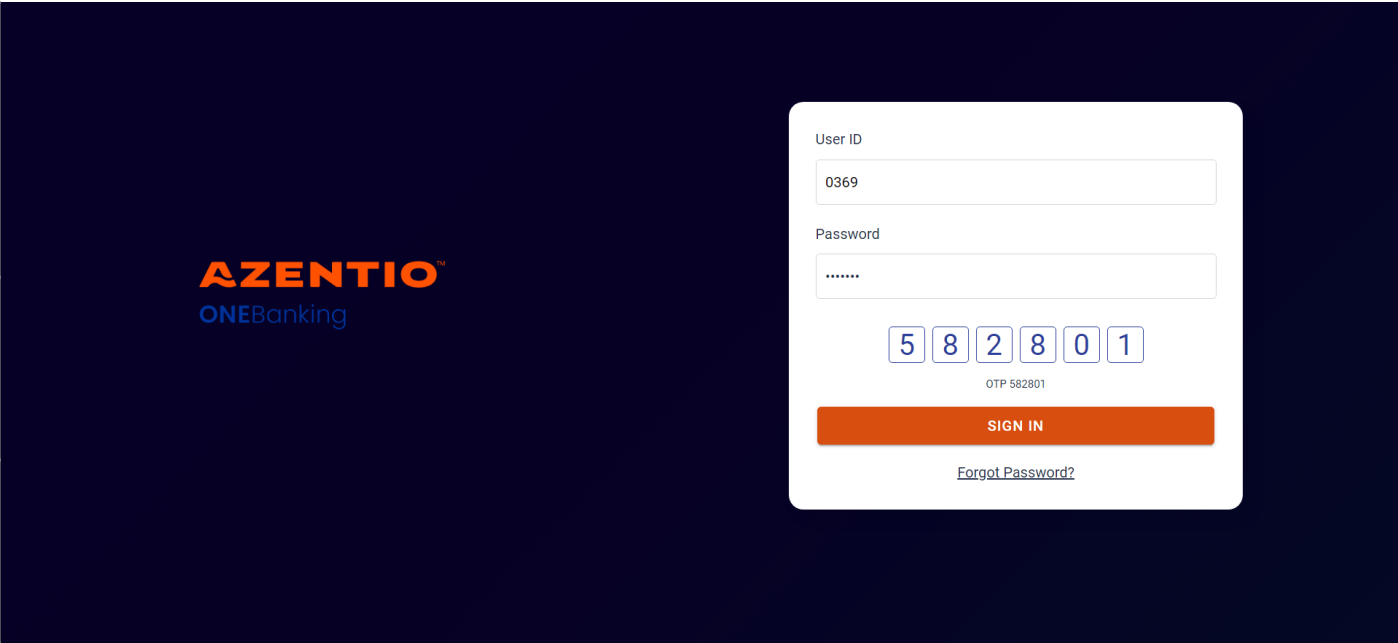 AZENTIO™
ONEBanking
User ID
0369
Password
•••••••
5 8 2 8 0 1
OTP 582801
SIGN IN
Forgot Password?